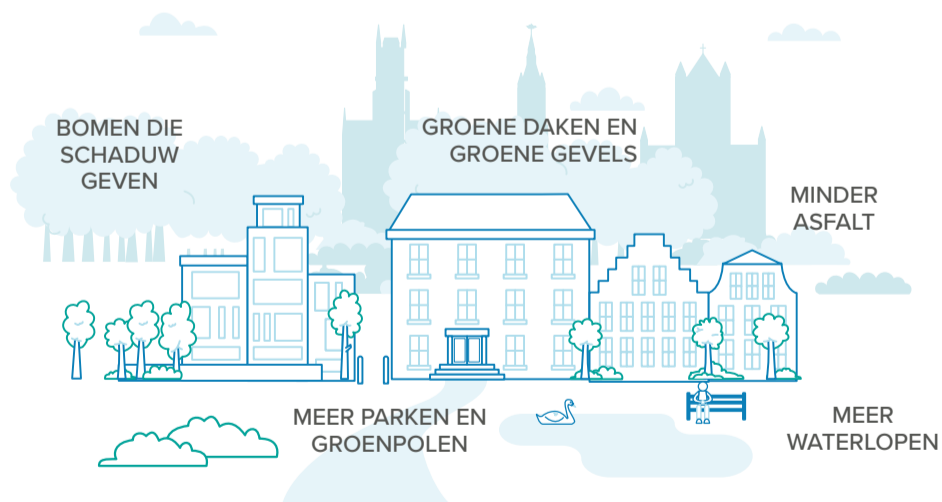 BOMEN DIE
SCHADUW
GEVEN
GROENE DAKEN EN
GROENE GEVELS
MINDER
ASFALT
MEER PARKEN EN
GROENPOLEN
MEER
WATERLOPEN